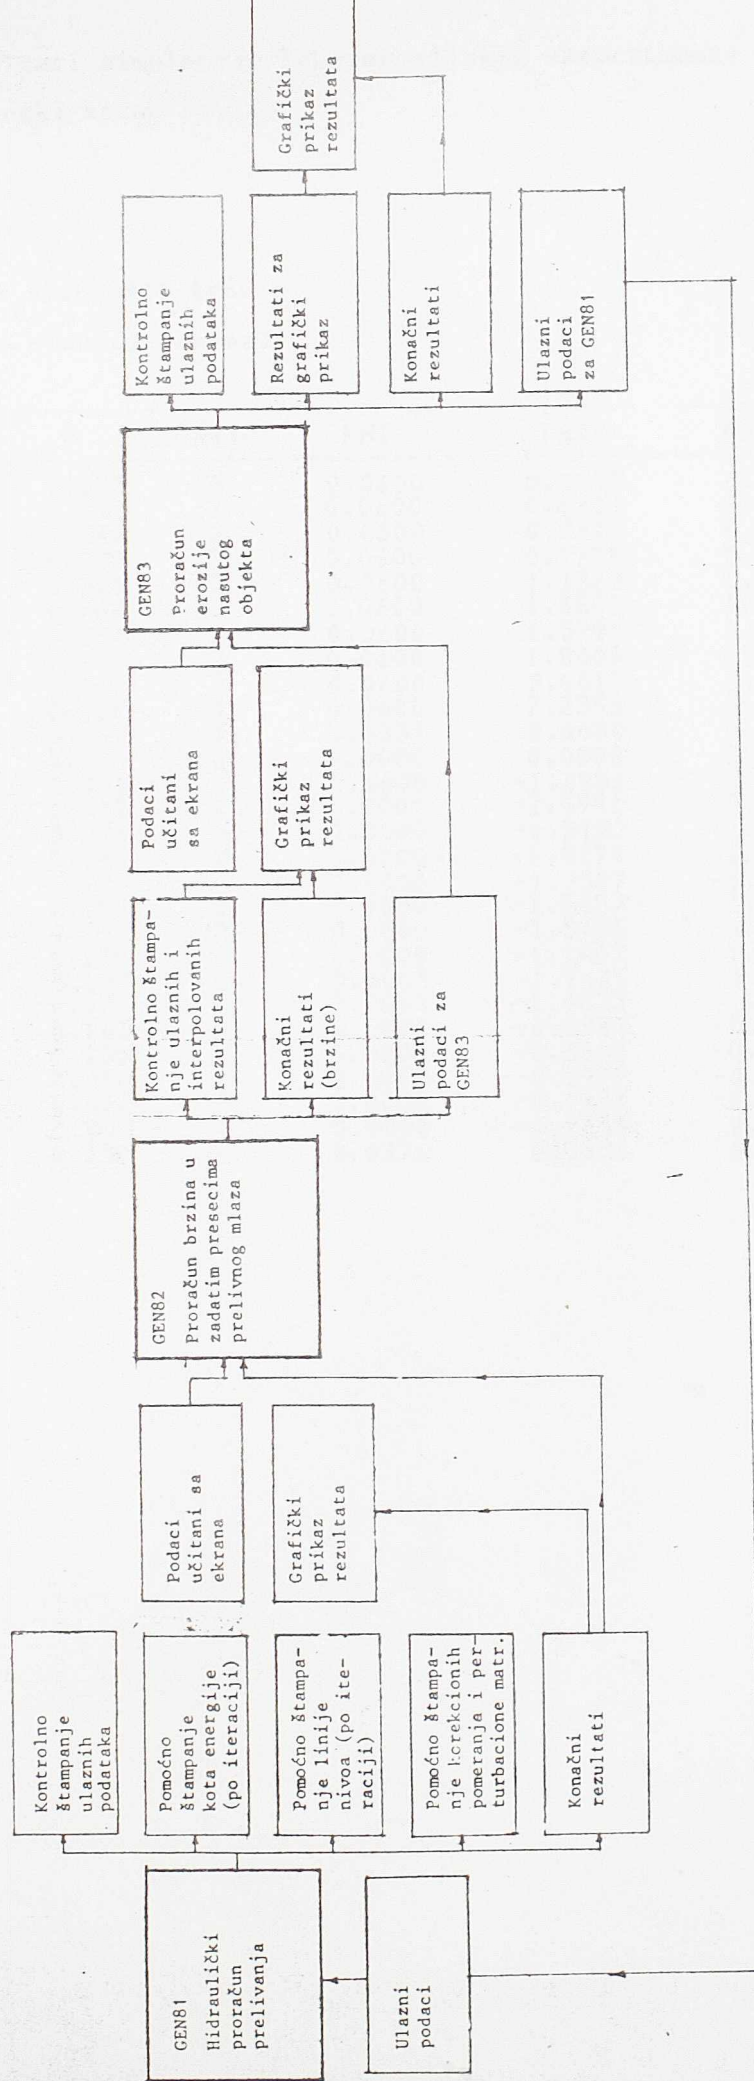 GEN81
Hidraulički
proračun
prelivanja
Ulazni
podaci
Kontrolno
štampanje
ulaznih
podataka
Pomoćno
štampanje
kota energije
(po iteraciji)
Pomoćno štampa-
nje linije
nivoa (po ite-
raciji)
Pomoćno štampa-
nje korekcionih
pomeranja i per-
turbacione matr.
Konačni
rezultati
Podaci
učitani sa
ekrana
Grafički
prikaz
rezultata
GEN82
Proračun brzina u
zadatim presecima
prelivnog mlaza
Kontrolno štampa-
nje ulaznih i
interpolovanih
rezultata
Konačni
rezultati
(brzine)
Ulazni
podaci za
GEN83
Podaci
učitani
sa ekrana
Grafički
prikaz
rezultata
GEN83
Proračun
erozije
nasutog
objekta
Kontrolno
štampanje
ulaznih
podataka
Rezultati za
grafički
prikaz
Konačni
rezultati
Ulazni
podaci
za GEN81
Grafički
prikaz
rezultata